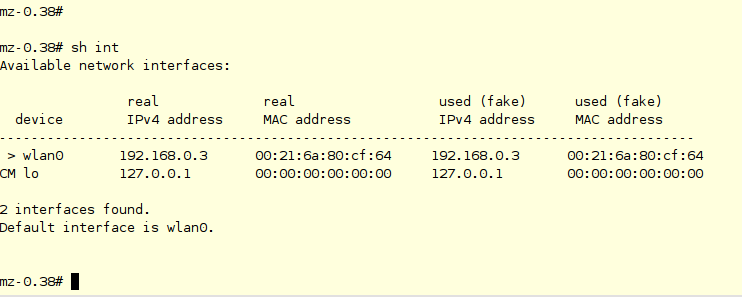 mz-0.38#
mz-0.38# sh int
Available network interfaces:
real real used (fake) used (fake)
device IPv4 address MAC address IPv4 address MAC address
---------------------------------------------------------------------------------------
> wlan0 192.168.0.3 00:21:6a:80:cf:64 192.168.0.3 00:21:6a:80:cf:64
CM lo 127.0.0.1 00:00:00:00:00:00 127.0.0.1 00:00:00:00:00:00
2 interfaces found.
Default interface is wlan0.
mz-0.38#